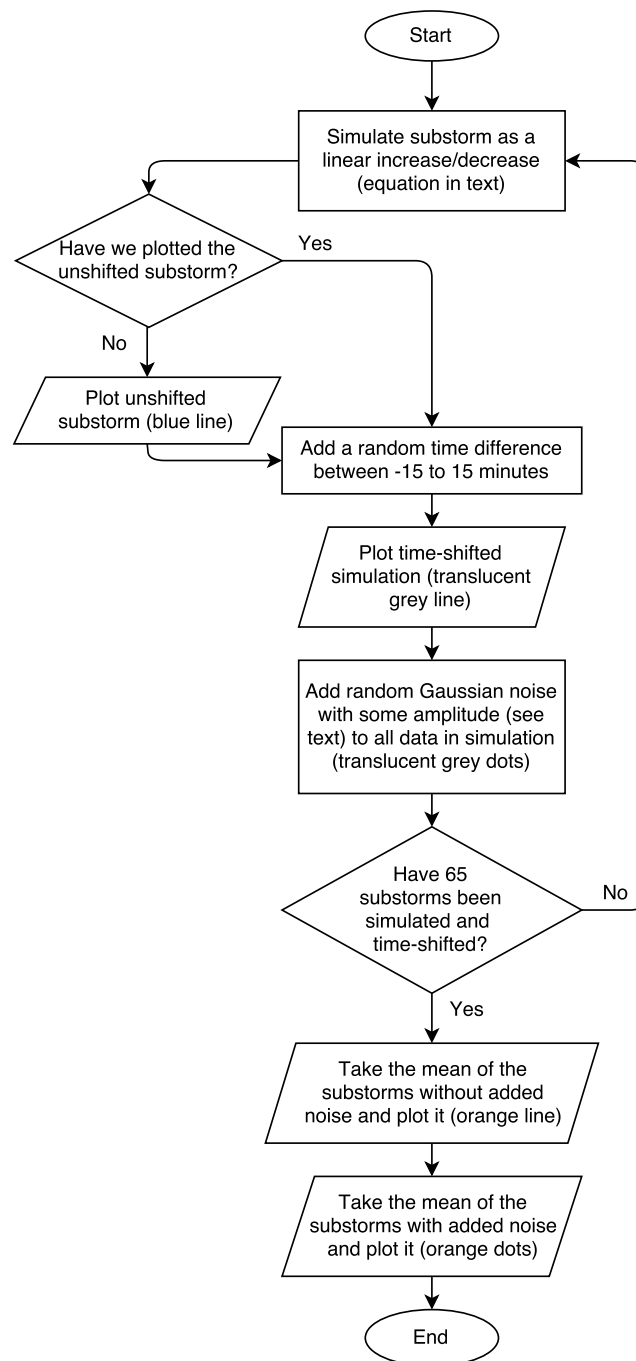 Start
Simulate substorm as a
linear increase/decrease
(equation in text)
Have we plotted the
unshifted substorm?
Yes
No
Plot unshifted
substorm (blue line)
Add a random time difference
between -15 to 15 minutes
Plot time-shifted
simulation (translucent
grey line)
Add random Gaussian noise
with some amplitude (see
text) to all data in simulation
(translucent grey dots)
Have 65
substorms been
simulated and
time-shifted?
No
Yes
Take the mean of the
substorms without added
noise and plot it (orange line)
Take the mean of the
substorms with added noise
and plot it (orange dots)
End